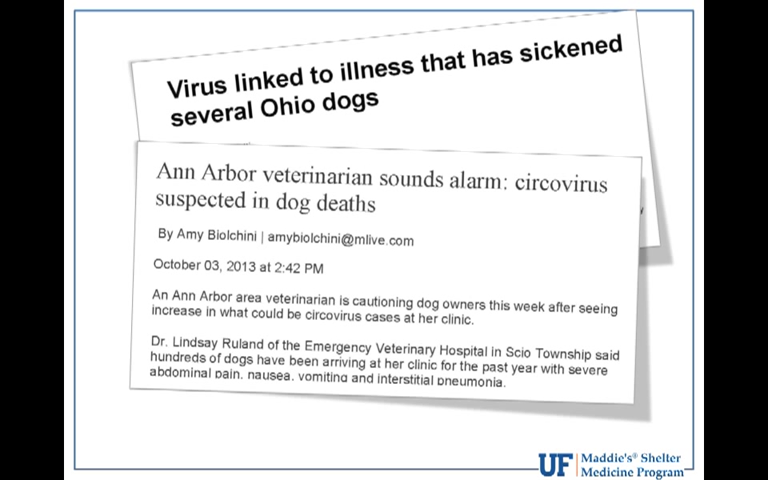 Virus linked to illness that has sickened
several Ohio dogs
Ann Arbor veterinarian sounds alarm: circovirus
suspected in dog deaths
By Amy Biolchini | amybiolchini@mlive.com
October 03, 2013 at 2:42 PM
An Ann Arbor area veterinarian is cautioning dog owners this week after seeing
increase in what could be circovirus cases at her clinic.
Dr. Lindsay Ruland of the Emergency Veterinary Hospital in Scio Township said
hundreds of dogs have been arriving at her clinic for the past year with severe
abdominal pain, nausea, vomiting and interstitial pneumonia.
UF Maddie's® Shelter
Medicine Program